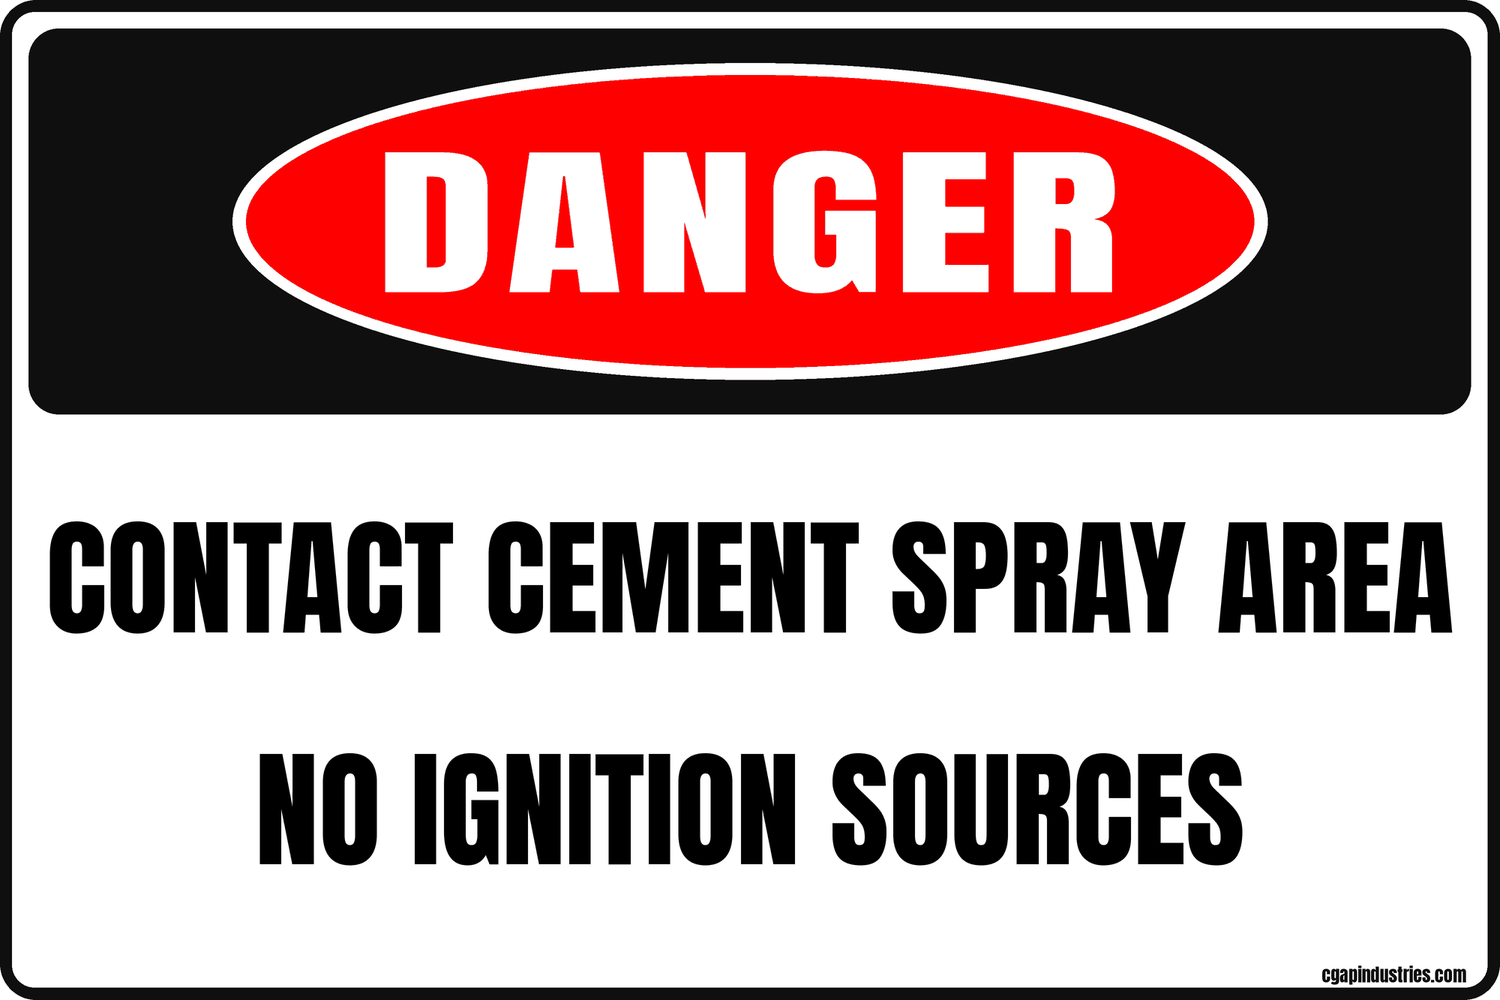 DANGER
CONTACT CEMENT SPRAY AREA
NO IGNITION SOURCES
cgapindustries.com